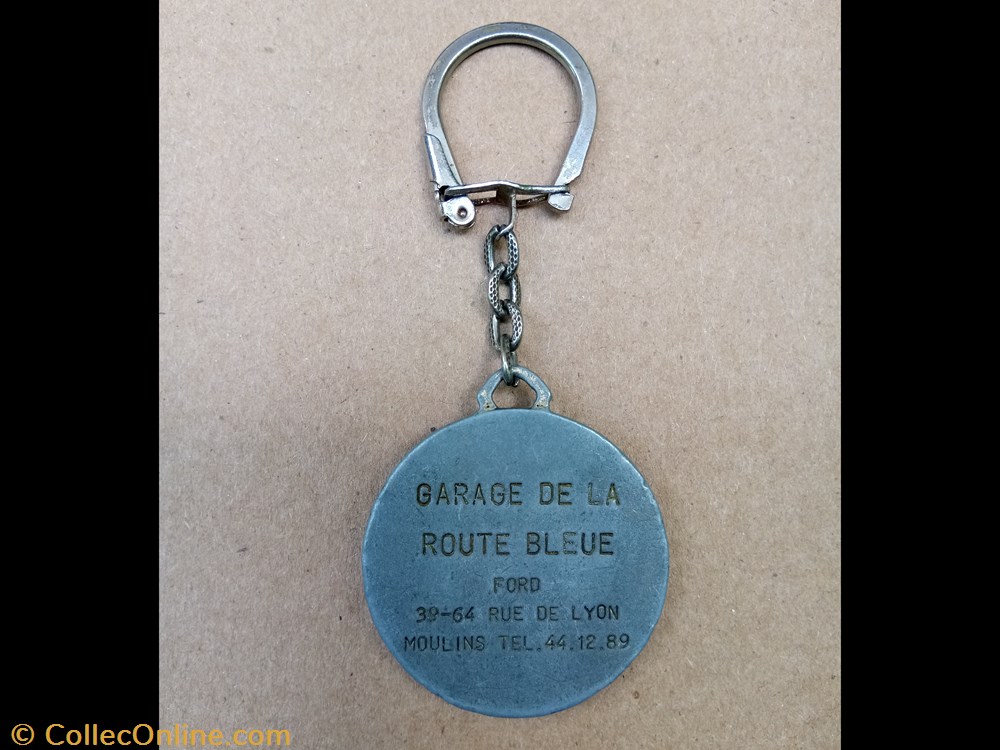 GARAGE DE LA
ROUTE BLEUE
FORD
39-64 RUE DE LYON
MOULINS TEL.44.12.89
© CollecOnline.com